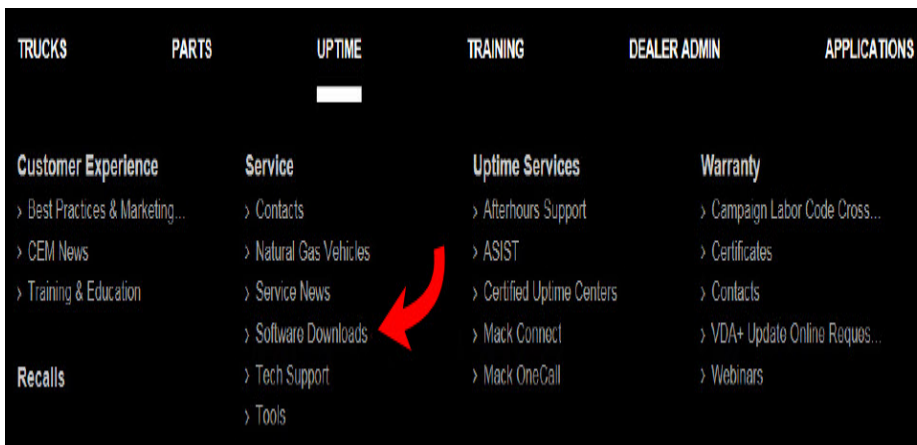 TRUCKS PARTS UPTIME TRAINING DEALER ADMIN APPLICATIONS
Customer Experience
> Best Practices & Marketing...
> CEM News
> Training & Education
Recalls
Service
> Contacts
> Natural Gas Vehicles
> Service News
> Software Downloads
> Tech Support
> Tools
Uptime Services
> Afterhours Support
> ASIST
> Certified Uptime Centers
> Mack Connect
> Mack OneCall
Warranty
> Campaign Labor Code Cross...
> Certificates
> Contacts
> VDA+ Update Online Reques...
> Webinars